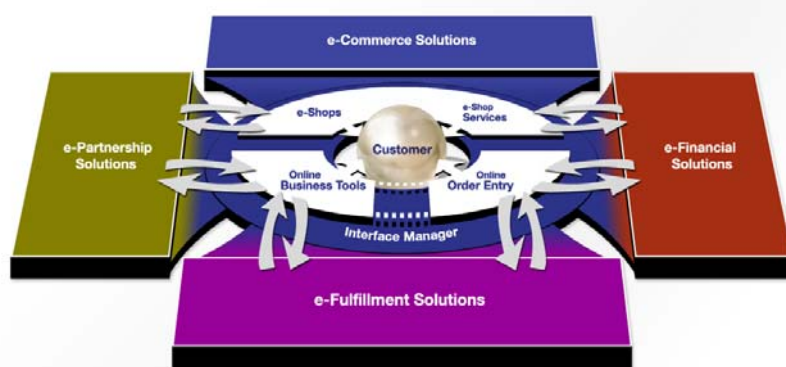 e-Commerce Solutions
e-Shops
e-Shop
Services
e-Partnership
Solutions
Customer
e-Financial
Solutions
Online
Business Tools
Online
Order Entry
Interface Manager
e-Fulfillment Solutions